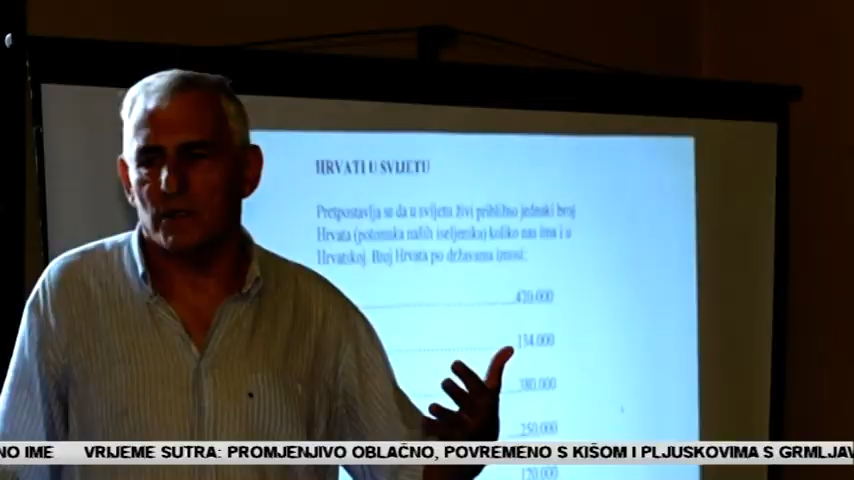 HRVATI U SVIJETU
Pretpostavlja se da u svijetu živi približno jednaki broj
Hrvata (potomaka naših iseljenika) koliko nas ima i u
Hrvatskoj. Broj Hrvata po državama iznosi:
420.000
154.000
380.000
250.000
120.000
NO IME VRIJEME SUTRA: PROMJENJIVO OBLAČNO, POVREMENO S KIŠOM I PLJUSKOVIMA S GRMLJAV